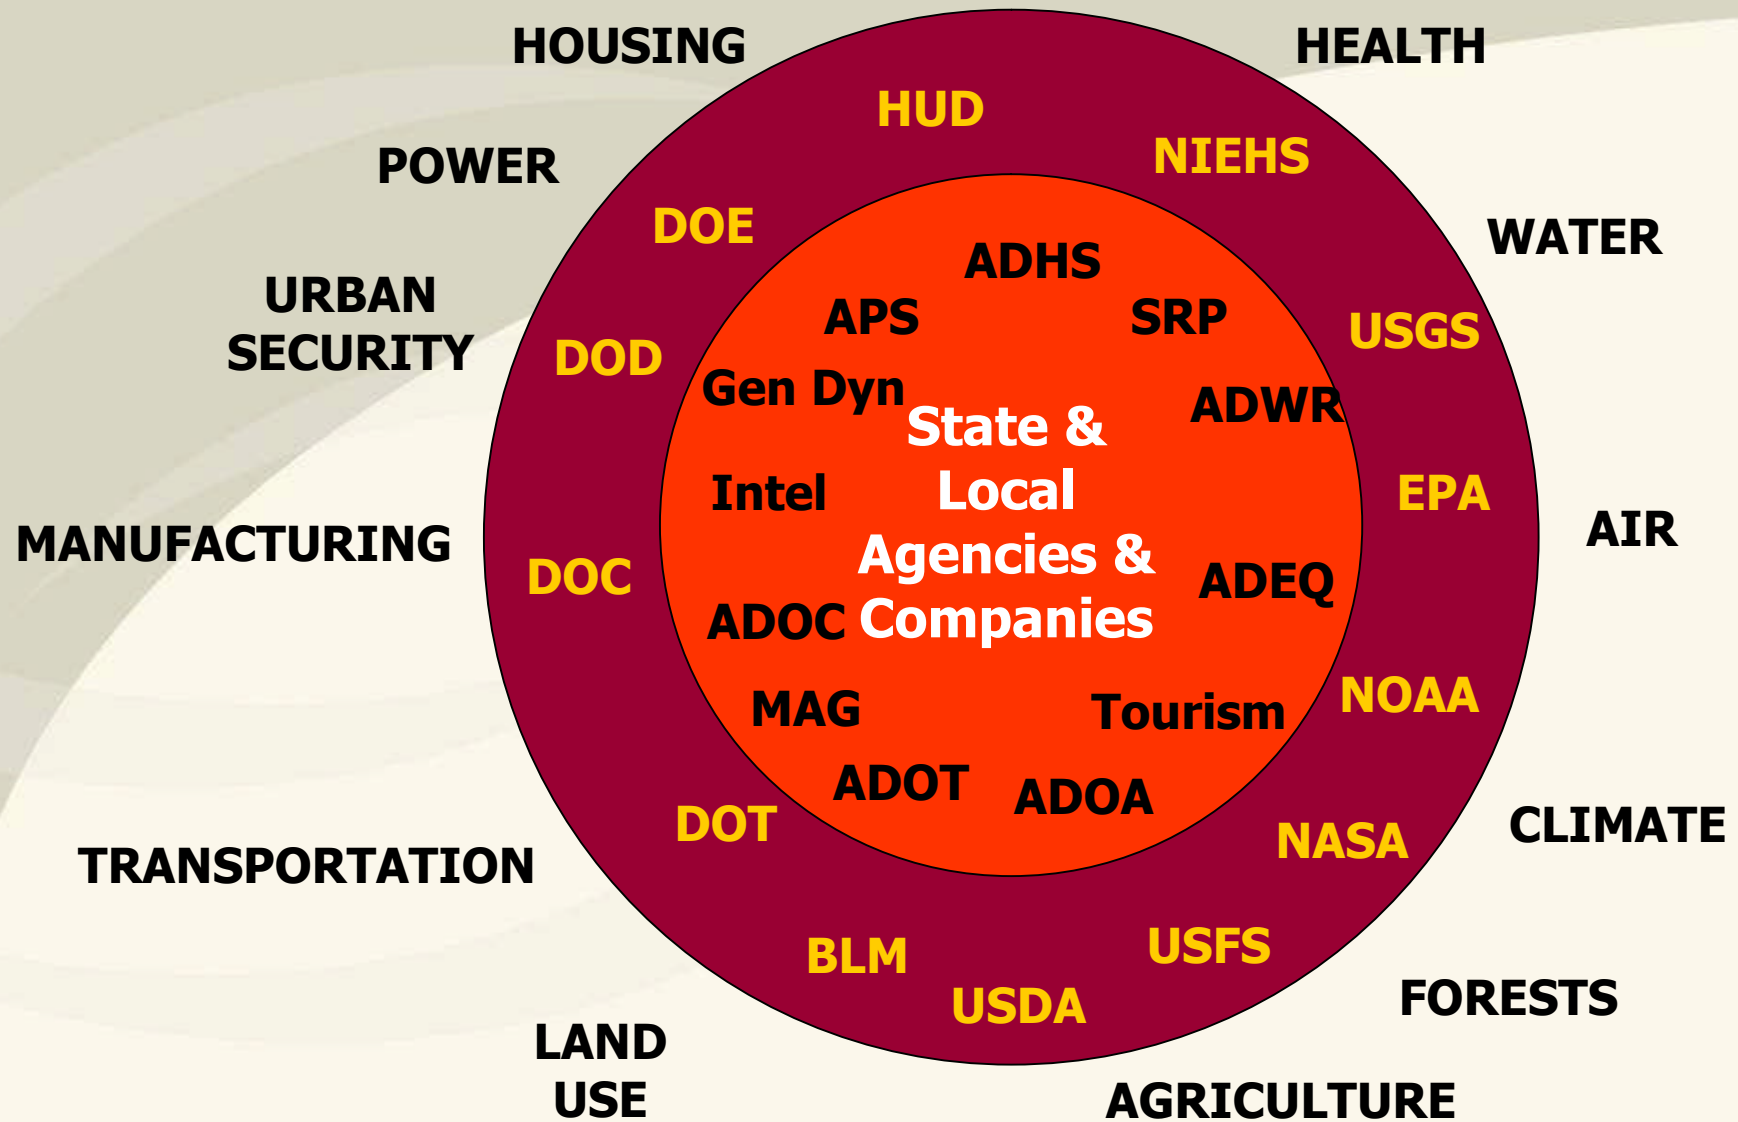 HOUSING
HEALTH
HUD
POWER
NIEHS
DOE
WATER
ADHS
URBAN
SECURITY
APS
SRP
USGS
DOD
Gen Dyn
ADWR
State &
Local
Agencies &
Companies
Intel
EPA
MANUFACTURING
AIR
DOC
ADEQ
ADOC
MAG
Tourism
NOAA
ADOT
ADOA
DOT
NASA
CLIMATE
TRANSPORTATION
BLM
USFS
USDA
FORESTS
LAND
USE
AGRICULTURE